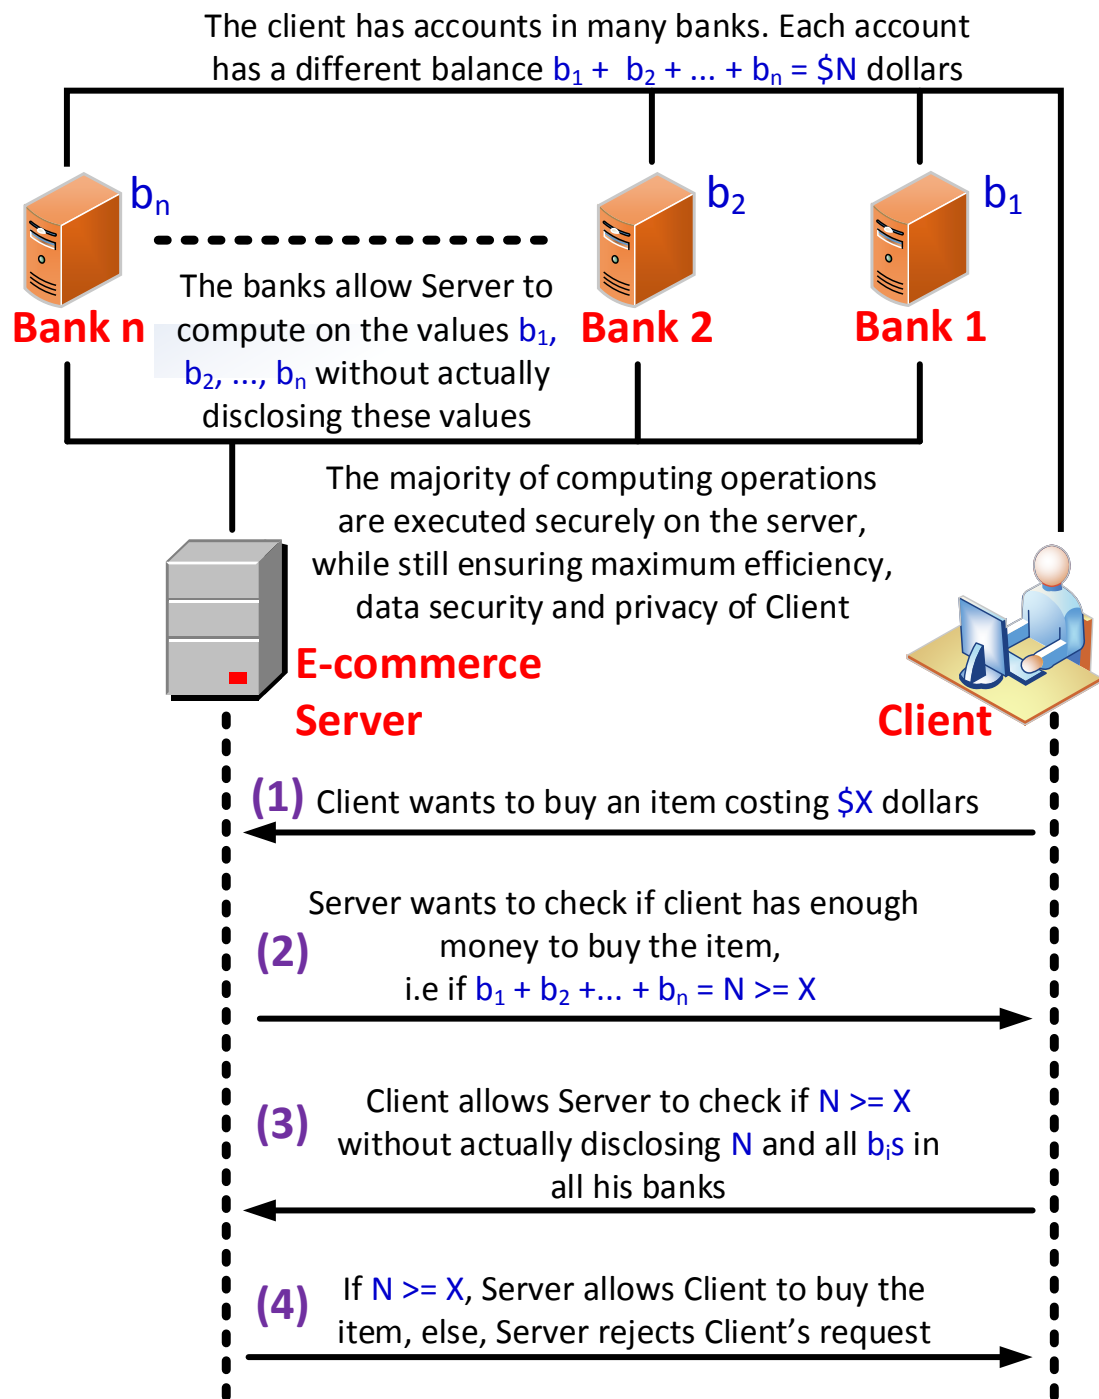 The client has accounts in many banks. Each account
has a different balance b₁ + b₂ + ... + bₙ = $N dollars
bₙ
b₂
b₁
Bank n
Bank 2
Bank 1
The banks allow Server to
compute on the values b₁,
b₂, ..., bₙ without actually
disclosing these values
The majority of computing operations
are executed securely on the server,
while still ensuring maximum efficiency,
data security and privacy of Client
E-commerce
Server
Client
(1) Client wants to buy an item costing $X dollars
(2)
Server wants to check if client has enough
money to buy the item,
i.e if b₁ + b₂ +... + bₙ = N >= X
(3)
Client allows Server to check if N >= X
without actually disclosing N and all bᵢs in
all his banks
(4)
If N >= X, Server allows Client to buy the
item, else, Server rejects Client’s request